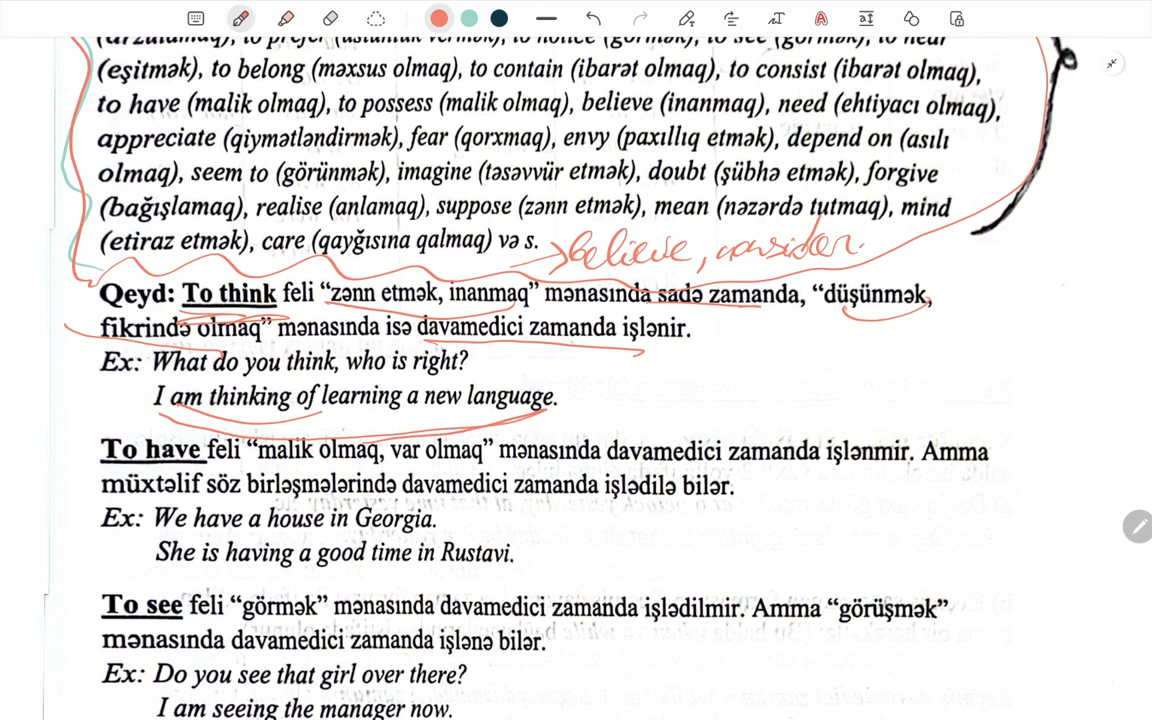 (arzulamaq), to prefer (üstünlük vermək), to notice (görmək), to see (görmək), to hear
(eşitmək), to belong (məxsus olmaq), to contain (ibarət olmaq), to consist (ibarət olmaq),
to have (malik olmaq), to possess (malik olmaq), believe (inanmaq), need (ehtiyacı olmaq),
appreciate (qiymətləndirmək), fear (qorxmaq), envy (paxıllıq etmək), depend on (asılı
olmaq), seem to (görünmək), imagine (təsəvvür etmək), doubt (şübhə etmək), forgive
(bağışlamaq), realise (anlamaq), suppose (zənn etmək), mean (nəzərdə tutmaq), mind
(etiraz etmək), care (qayğısına qalmaq) və s.
believe, consider.
Qeyd: To think feli “zənn etmək, inanmaq” mənasında sadə zamanda, “düşünmək,
fikrində olmaq” mənasında isə davamedici zamanda işlənir.
Ex: What do you think, who is right?
I am thinking of learning a new language.
To have feli “malik olmaq, var olmaq” mənasında davamedici zamanda işlənmir. Amma
müxtəlif söz birləşmələrində davamedici zamanda işlədilə bilər:
Ex: We have a house in Georgia.
She is having a good time in Rustavi.
To see feli “görmək” mənasında davamedici zamanda işlədilmir. Amma “görüşmək”
mənasında davamedici zamanda işlənə bilər.
Ex: Do you see that girl over there?
I am seeing the manager now.